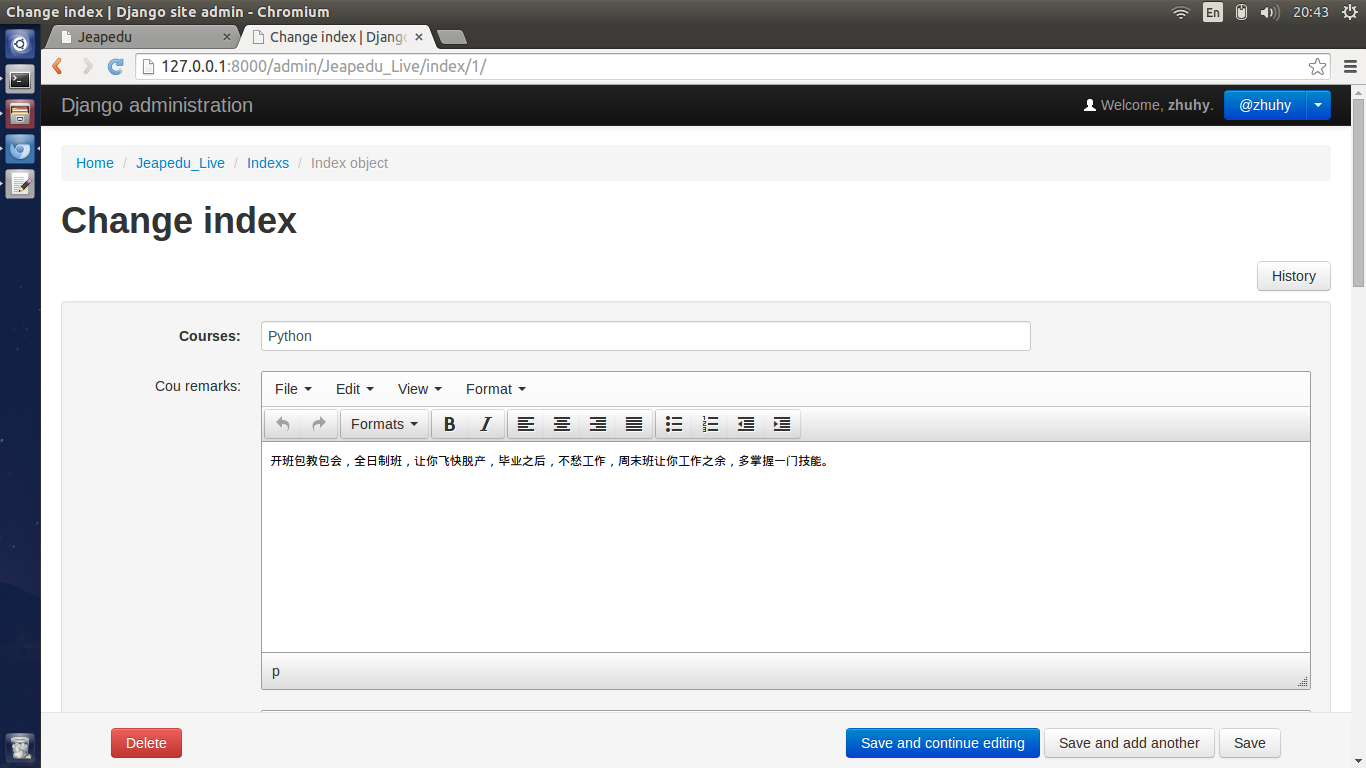 Change index | Django site admin - Chromium
En
20:43
Jeapedu
Change index | Djang
127.0.0.1:8000/admin/Jeapedu_Live/index/1/
Django administration
Welcome, zhuhy.
@zhuhy
Home / Jeapedu_Live / Indexs / Index object
Change index
History
Courses:
Python
Cou remarks:
File Edit View Format
Formats B I
开班包教包会，全日制班，让你飞快脱产，毕业之后，不愁工作，周末班让你工作之余，多掌握一门技能。
p
Delete
Save and continue editing
Save and add another
Save